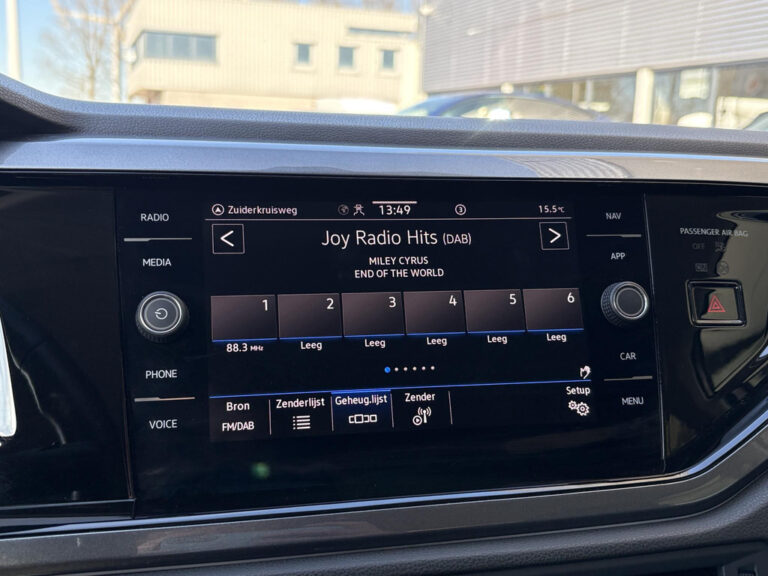 RADIO
MEDIA
PHONE
VOICE
Zuiderkruisweg
13:49
3
15.5°C
<
Joy Radio Hits (DAB)
>
MILEY CYRUS
END OF THE WORLD
1 2 3 4 5 6
88.3 MHz Leeg Leeg Leeg Leeg Leeg
Bron
FM/DAB
Zenderlijst
Geheug.lijst
Zender
Setup
NAV
APP
CAR
MENU
PASSENGER AIR BAG
OFF